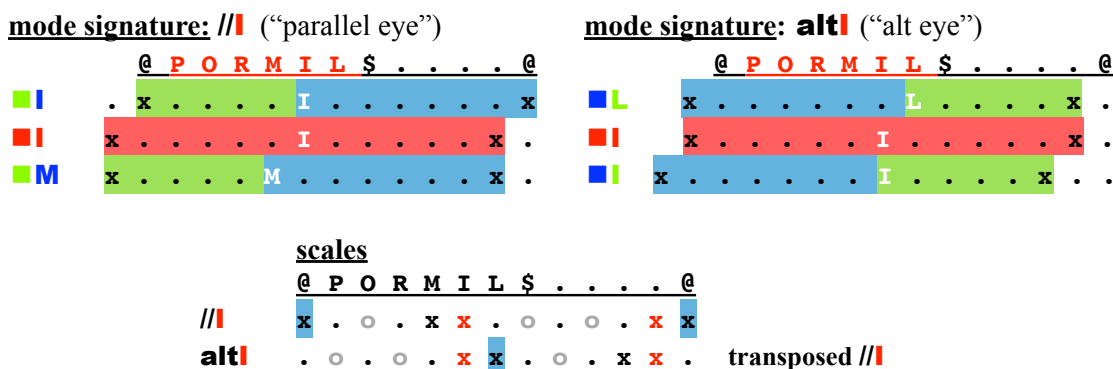 mode signature: //I (“parallel eye”)
@ P O R M I L $ . . . . @
■I . x . . . . I . . . . . . x
■I x . . . . . I . . . . . x .
■M x . . . . M . . . . . . x .
mode signature: altI (“alt eye”)
@ P O R M I L $ . . . . @
■L x . . . . . . L . . . . x .
■I x . . . . . I . . . . . x .
■I x . . . . . . I . . . . x . .
scales
@ P O R M I L $ . . . . @
//I x . o . x x . o . o . x x
altI . o . o . x x . o . x x . transposed //I